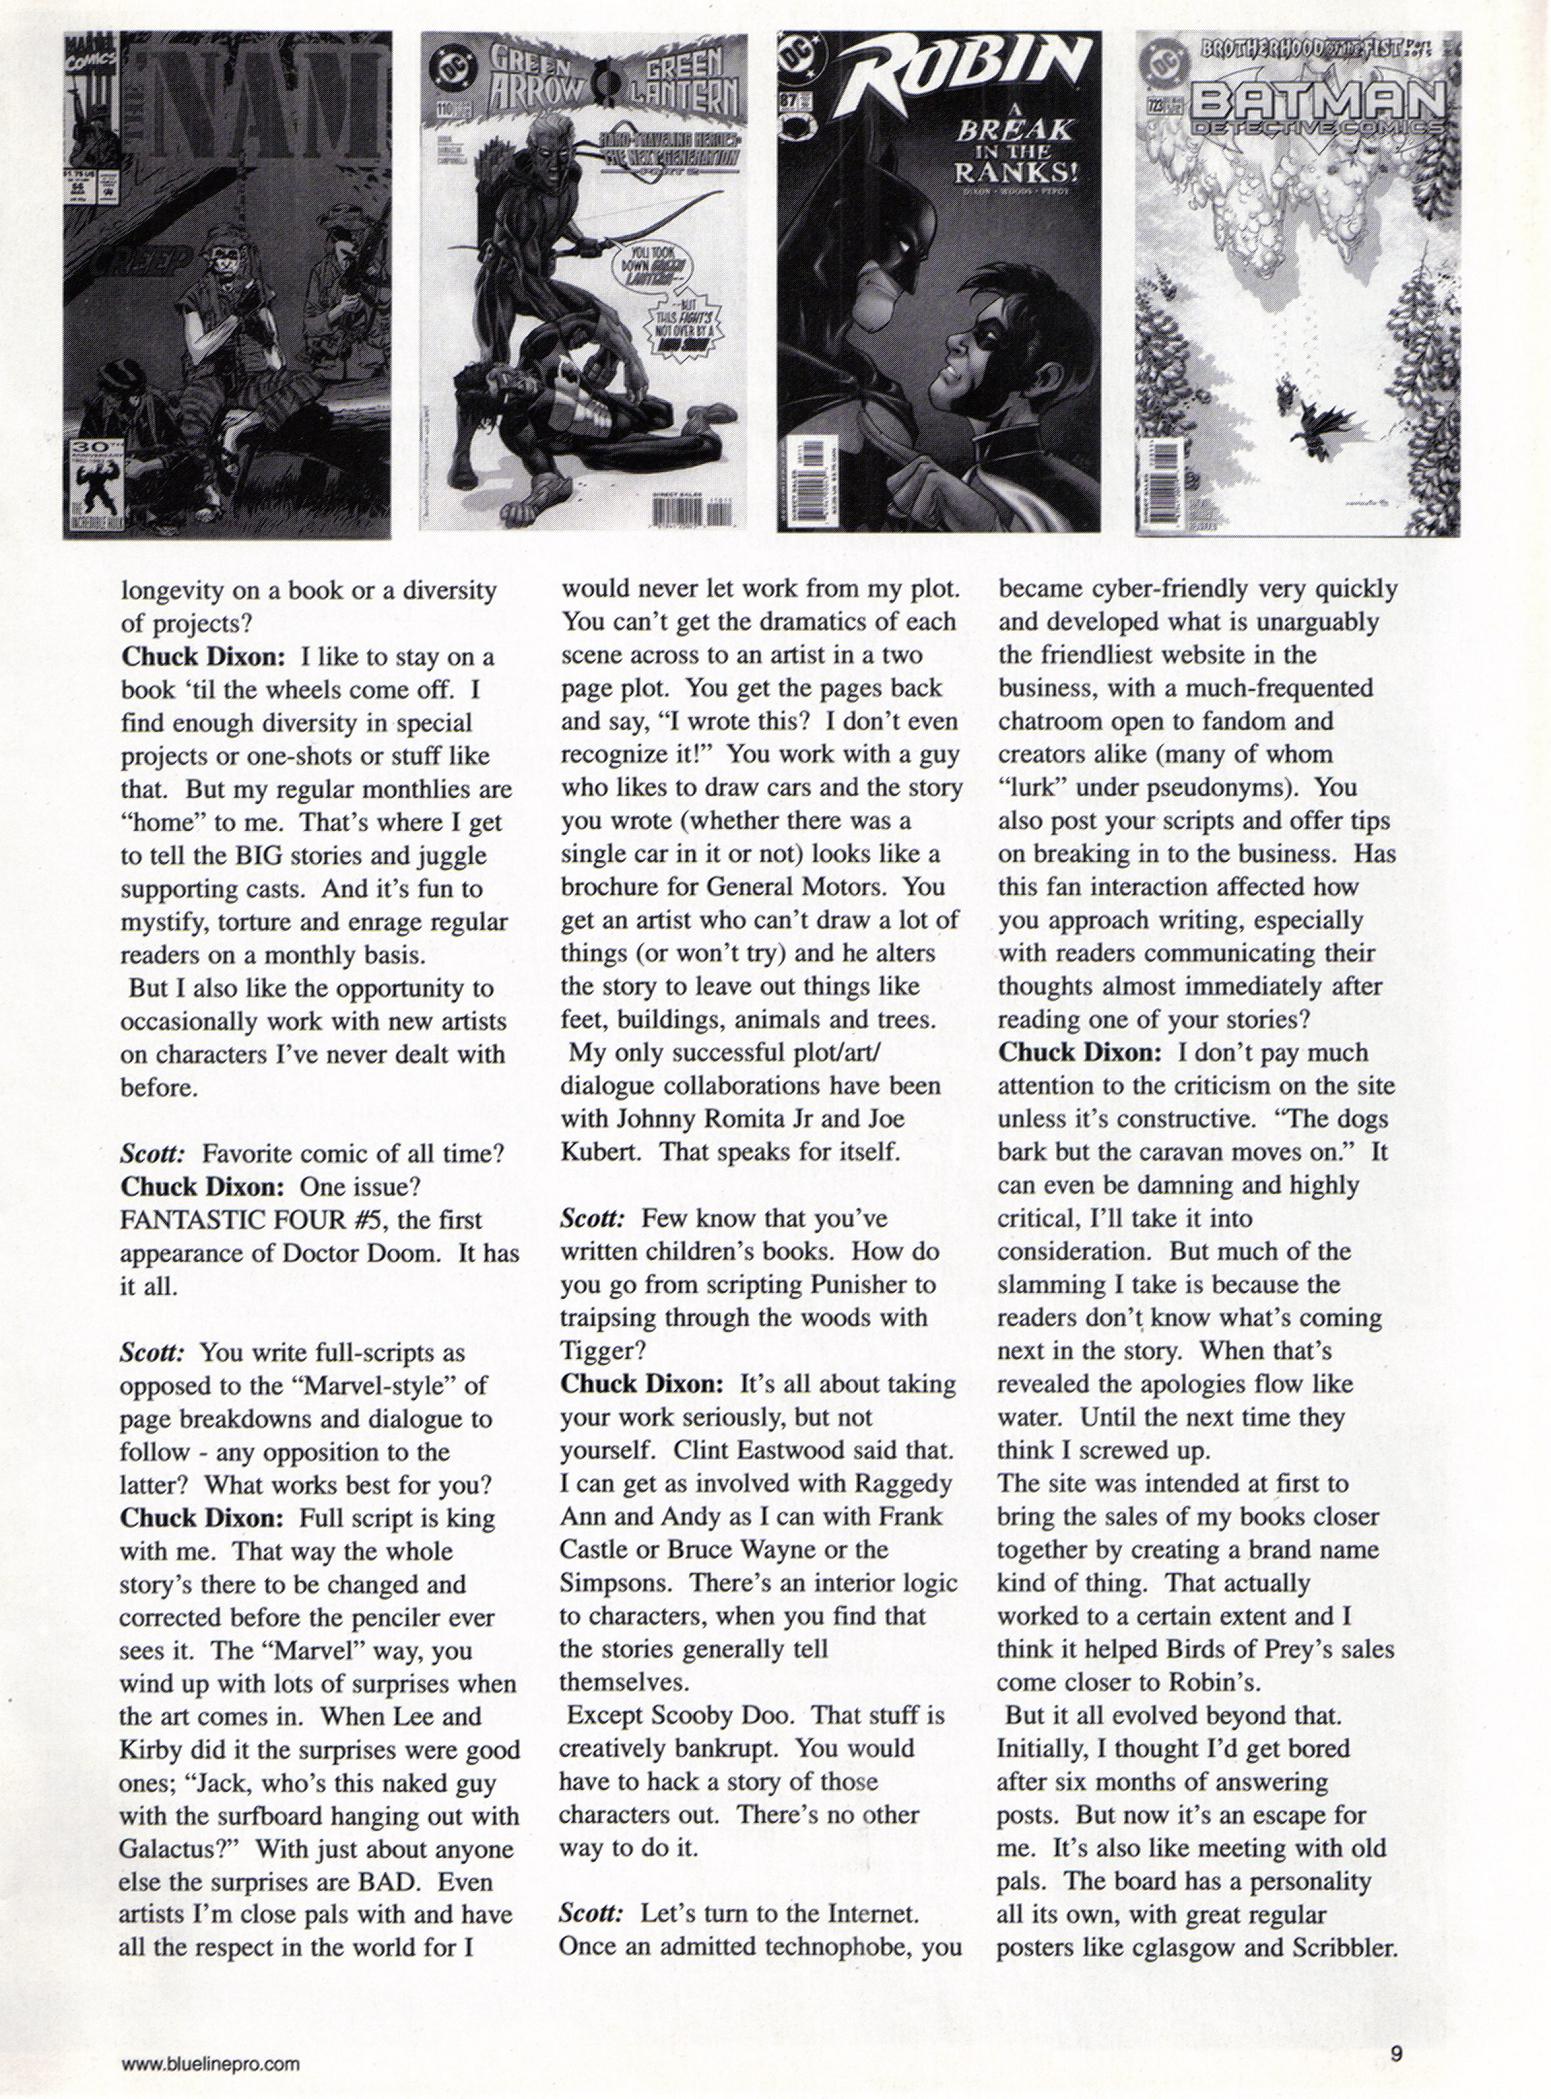 MARVEL
COMICS
THE 'NAM
$1.75 US
66
MAR
CREEP
30TH
ANNIVERSARY
THE
INCREDIBLE HULK
DC
GREEN
ARROW
GREEN
LANTERN
110
HARD-TRAVELING HEROES:
THE NEXT GENERATION
PART 2
YOU TOOK
DOWN GREEN
LANTERN--
--BUT
THIS FIGHT'S
NOT OVER BY A
LONG SHOT!
DIRECT SALES
DC
ROBIN
87
A
BREAK
IN THE
RANKS!
DIXON • WOODS • PEPOY
DIRECT SALES
DC
BROTHERHOOD OF THE FIST Part
2 of 5
BATMAN
DETECTIVE COMICS
723
DIRECT SALES
longevity on a book or a diversity
of projects?
Chuck Dixon: I like to stay on a
book ‘til the wheels come off. I
find enough diversity in special
projects or one-shots or stuff like
that. But my regular monthlies are
“home” to me. That’s where I get
to tell the BIG stories and juggle
supporting casts. And it’s fun to
mystify, torture and enrage regular
readers on a monthly basis.
But I also like the opportunity to
occasionally work with new artists
on characters I’ve never dealt with
before.
Scott: Favorite comic of all time?
Chuck Dixon: One issue?
FANTASTIC FOUR #5, the first
appearance of Doctor Doom. It has
it all.
Scott: You write full-scripts as
opposed to the “Marvel-style” of
page breakdowns and dialogue to
follow - any opposition to the
latter? What works best for you?
Chuck Dixon: Full script is king
with me. That way the whole
story’s there to be changed and
corrected before the penciler ever
sees it. The “Marvel” way, you
wind up with lots of surprises when
the art comes in. When Lee and
Kirby did it the surprises were good
ones; “Jack, who’s this naked guy
with the surfboard hanging out with
Galactus?” With just about anyone
else the surprises are BAD. Even
artists I’m close pals with and have
all the respect in the world for I
would never let work from my plot.
You can’t get the dramatics of each
scene across to an artist in a two
page plot. You get the pages back
and say, “I wrote this? I don’t even
recognize it!” You work with a guy
who likes to draw cars and the story
you wrote (whether there was a
single car in it or not) looks like a
brochure for General Motors. You
get an artist who can’t draw a lot of
things (or won’t try) and he alters
the story to leave out things like
feet, buildings, animals and trees.
My only successful plot/art/
dialogue collaborations have been
with Johnny Romita Jr and Joe
Kubert. That speaks for itself.
Scott: Few know that you’ve
written children’s books. How do
you go from scripting Punisher to
traipsing through the woods with
Tigger?
Chuck Dixon: It’s all about taking
your work seriously, but not
yourself. Clint Eastwood said that.
I can get as involved with Raggedy
Ann and Andy as I can with Frank
Castle or Bruce Wayne or the
Simpsons. There’s an interior logic
to characters, when you find that
the stories generally tell
themselves.
Except Scooby Doo. That stuff is
creatively bankrupt. You would
have to hack a story of those
characters out. There’s no other
way to do it.
Scott: Let’s turn to the Internet.
Once an admitted technophobe, you
became cyber-friendly very quickly
and developed what is unarguably
the friendliest website in the
business, with a much-frequented
chatroom open to fandom and
creators alike (many of whom
“lurk” under pseudonyms). You
also post your scripts and offer tips
on breaking in to the business. Has
this fan interaction affected how
you approach writing, especially
with readers communicating their
thoughts almost immediately after
reading one of your stories?
Chuck Dixon: I don’t pay much
attention to the criticism on the site
unless it’s constructive. “The dogs
bark but the caravan moves on.” It
can even be damning and highly
critical, I’ll take it into
consideration. But much of the
slamming I take is because the
readers don’t know what’s coming
next in the story. When that’s
revealed the apologies flow like
water. Until the next time they
think I screwed up.
The site was intended at first to
bring the sales of my books closer
together by creating a brand name
kind of thing. That actually
worked to a certain extent and I
think it helped Birds of Prey’s sales
come closer to Robin’s.
But it all evolved beyond that.
Initially, I thought I’d get bored
after six months of answering
posts. But now it’s an escape for
me. It’s also like meeting with old
pals. The board has a personality
all its own, with great regular
posters like cglasgow and Scribbler.
www.bluelinepro.com
9